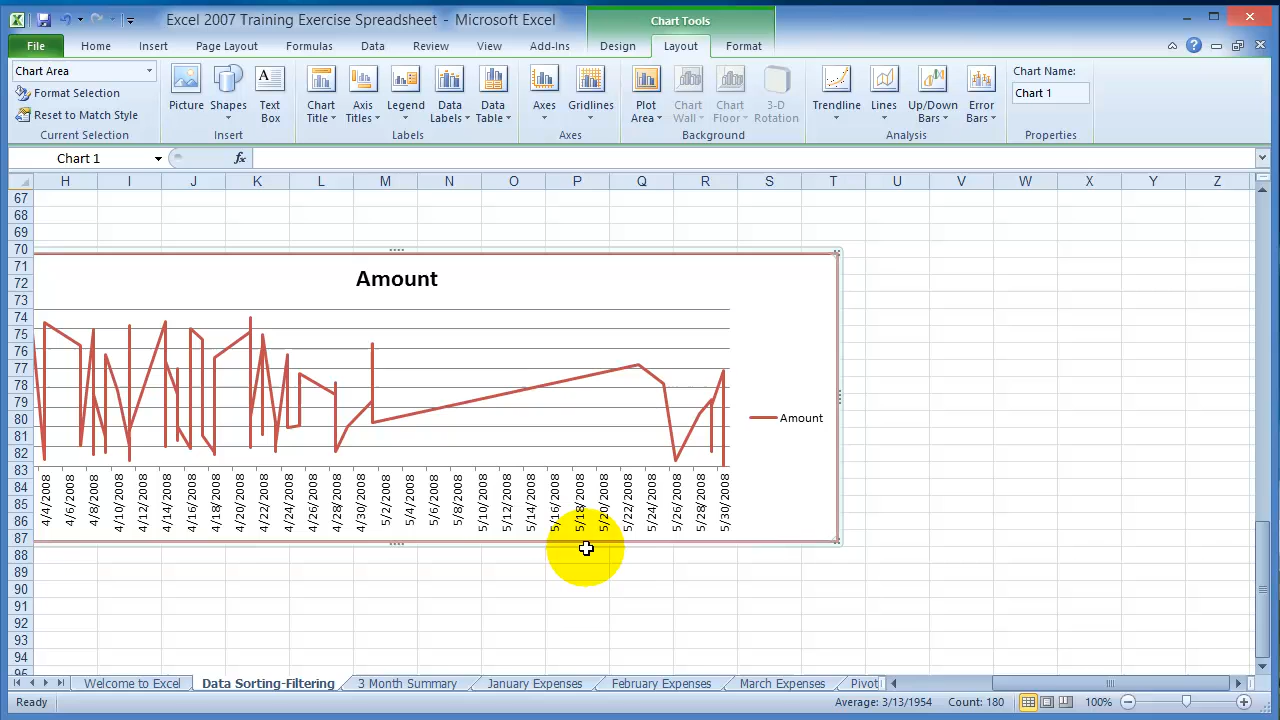 Excel 2007 Training Exercise Spreadsheet - Microsoft Excel
Chart Tools
File Home Insert Page Layout Formulas Data Review View Add-Ins Design Layout Format
Chart Area
Format Selection
Reset to Match Style
Current Selection
Picture Shapes Text Box
Insert
Chart Title Axis Titles Legend Data Labels Data Table
Labels
Axes Gridlines
Axes
Plot Area Chart Wall Chart Floor 3-D Rotation
Background
Trendline Lines Up/Down Bars Error Bars
Analysis
Chart Name:
Chart 1
Properties
Chart 1 fx
H I J K L M N O P Q R S T U V W X Y Z
67
68
69
70
71
72
73
74
75
76
77
78
79
80
81
82
83
84
85
86
87
88
89
90
91
92
93
94
Amount
Amount
4/4/2008 4/6/2008 4/8/2008 4/10/2008 4/12/2008 4/14/2008 4/16/2008 4/18/2008 4/20/2008 4/22/2008 4/24/2008 4/26/2008 4/28/2008 4/30/2008 5/2/2008 5/4/2008 5/6/2008 5/8/2008 5/10/2008 5/12/2008 5/14/2008 5/16/2008 5/18/2008 5/20/2008 5/22/2008 5/24/2008 5/26/2008 5/28/2008 5/30/2008
Welcome to Excel Data Sorting-Filtering 3 Month Summary January Expenses February Expenses March Expenses Pivot
Ready Average: 3/13/1954 Count: 180 100%